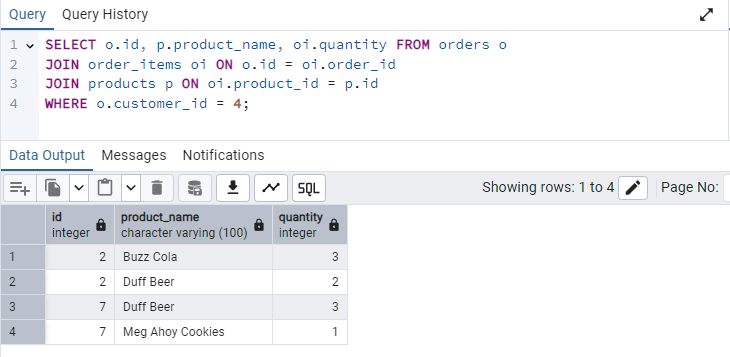 Query Query History
1 SELECT o.id, p.product_name, oi.quantity FROM orders o
2 JOIN order_items oi ON o.id = oi.order_id
3 JOIN products p ON oi.product_id = p.id
4 WHERE o.customer_id = 4;
Data Output Messages Notifications
SQL Showing rows: 1 to 4 Page No:
id product_name quantity
integer character varying (100) integer
1 2 Buzz Cola 3
2 2 Duff Beer 2
3 7 Duff Beer 3
4 7 Meg Ahoy Cookies 1